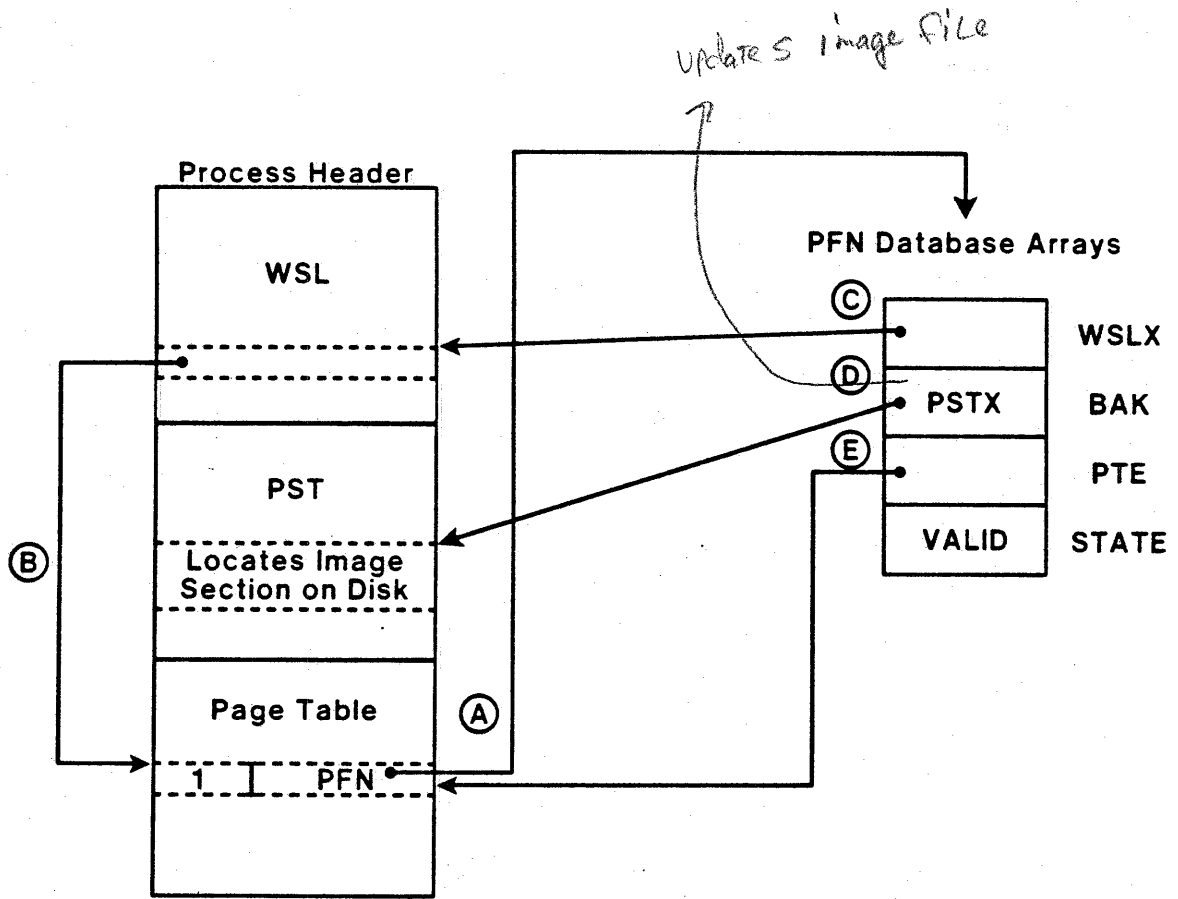 updates image file
Process Header
PFN Database Arrays
WSL
C
WSLX
D
PSTX
BAK
PST
E
PTE
B
Locates Image
Section on Disk
VALID
STATE
Page Table
A
1
PFN